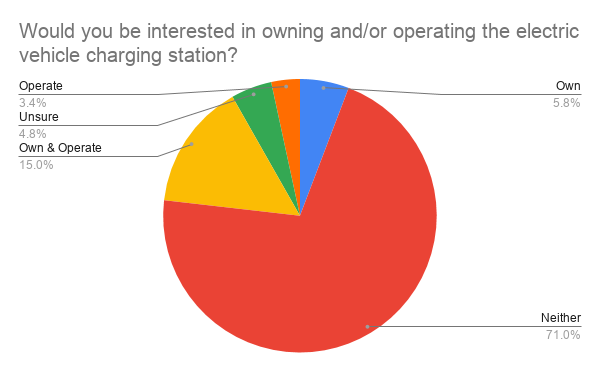 Would you be interested in owning and/or operating the electric
vehicle charging station?
Operate
3.4%
Unsure
4.8%
Own & Operate
15.0%
Own
5.8%
Neither
71.0%